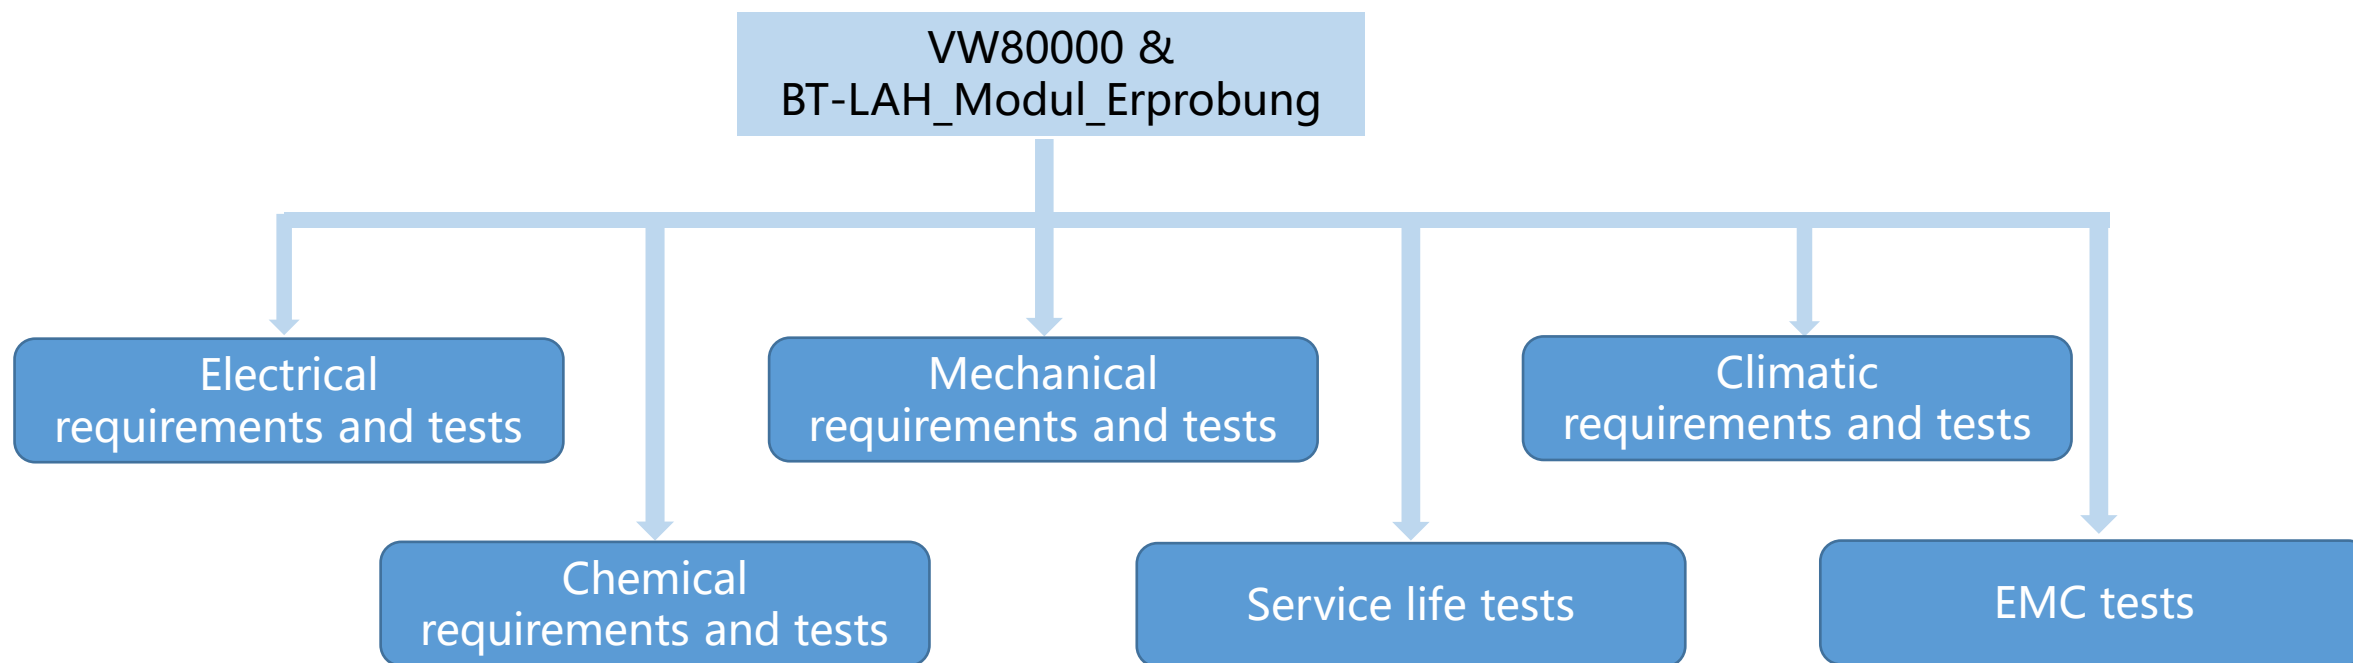 VW80000 &
BT-LAH_Modul_Erprobung
Electrical
requirements and tests
Mechanical
requirements and tests
Climatic
requirements and tests
Chemical
requirements and tests
Service life tests
EMC tests